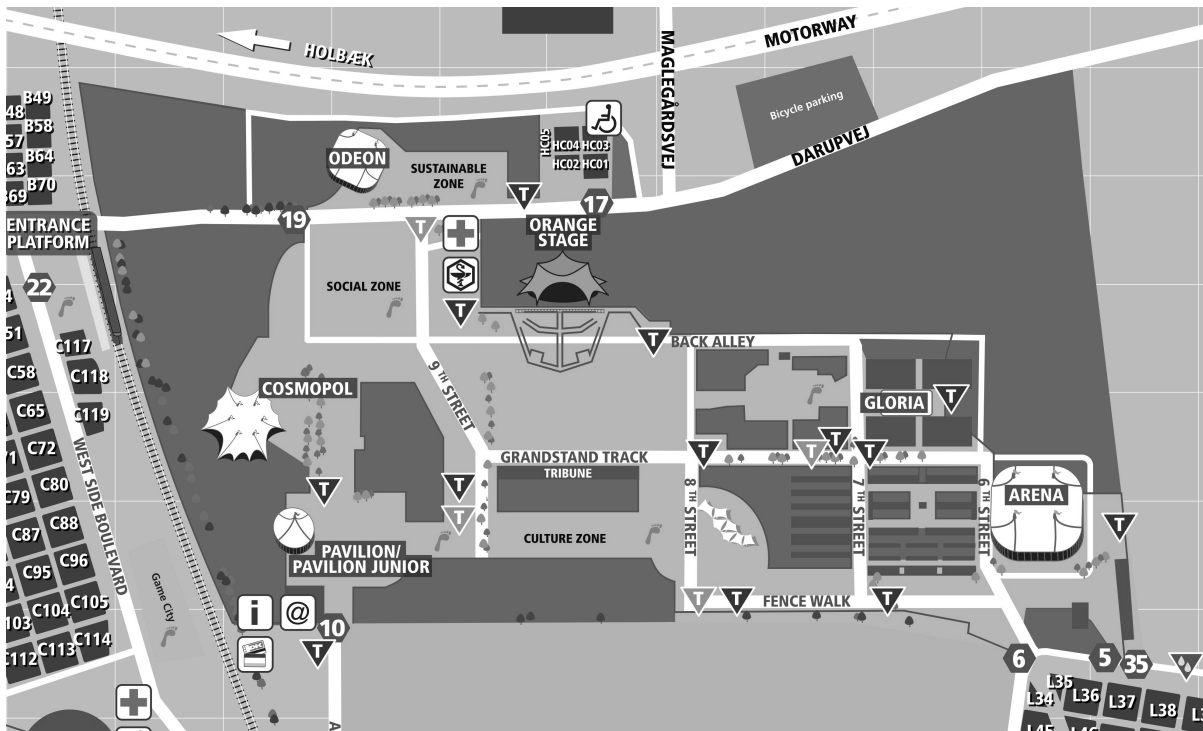 HOLBÆK
MOTORWAY
MAGLEGÅRDSVEJ
Bicycle parking
DARUPVEJ
B49
48
B58
57
B64
63
B70
B69
HC05
HC04
HC03
HC02
HC01
ODEON
SUSTAINABLE
ZONE
T
17
19
ENTRANCE
PLATFORM
T
ORANGE
STAGE
22
SOCIAL ZONE
T
T
BACK ALLEY
51
C117
C58
C118
C65
C119
COSMOPOL
9TH STREET
GLORIA
T
C72
71
WEST SIDE BOULEVARD
GRANDSTAND TRACK
TRIBUNE
T
T
T
T
C80
C79
T
T
T
8TH STREET
7TH STREET
6TH STREET
ARENA
T
C88
C87
CULTURE ZONE
PAVILION/
PAVILION JUNIOR
C96
C95
Game City
C105
C104
103
C114
C113
C112
i
@
10
T
T
T
FENCE WALK
T
6
5
35
L35
L34
L36
L37
L38
L45
L46
A